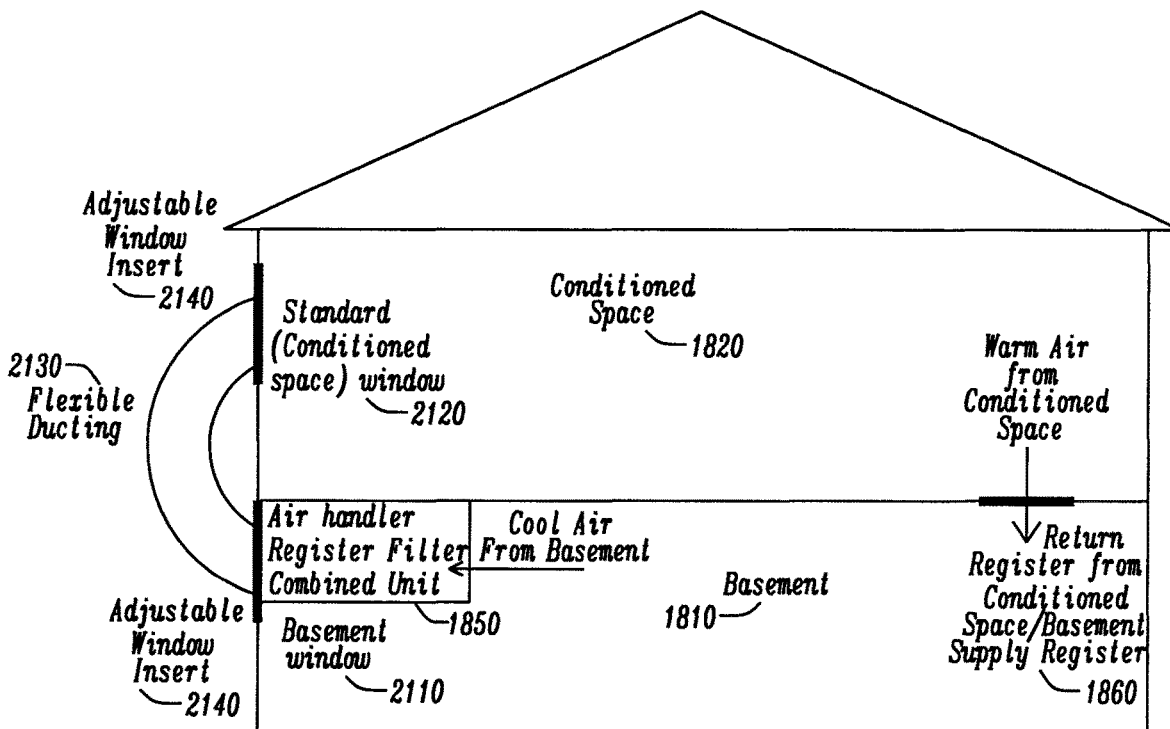 Adjustable
Window
Insert
2140
Standard
(Conditioned
space) window
2120
Conditioned
Space
1820
Warm Air
from
Conditioned
Space
2130
Flexible
Ducting
Air handler
Register Filter
Combined Unit
1850
Cool Air
From Basement
Basement
1810
Return
Register from
Conditioned
Space/Basement
Supply Register
1860
Adjustable
Window
Insert
2140
Basement
window
2110